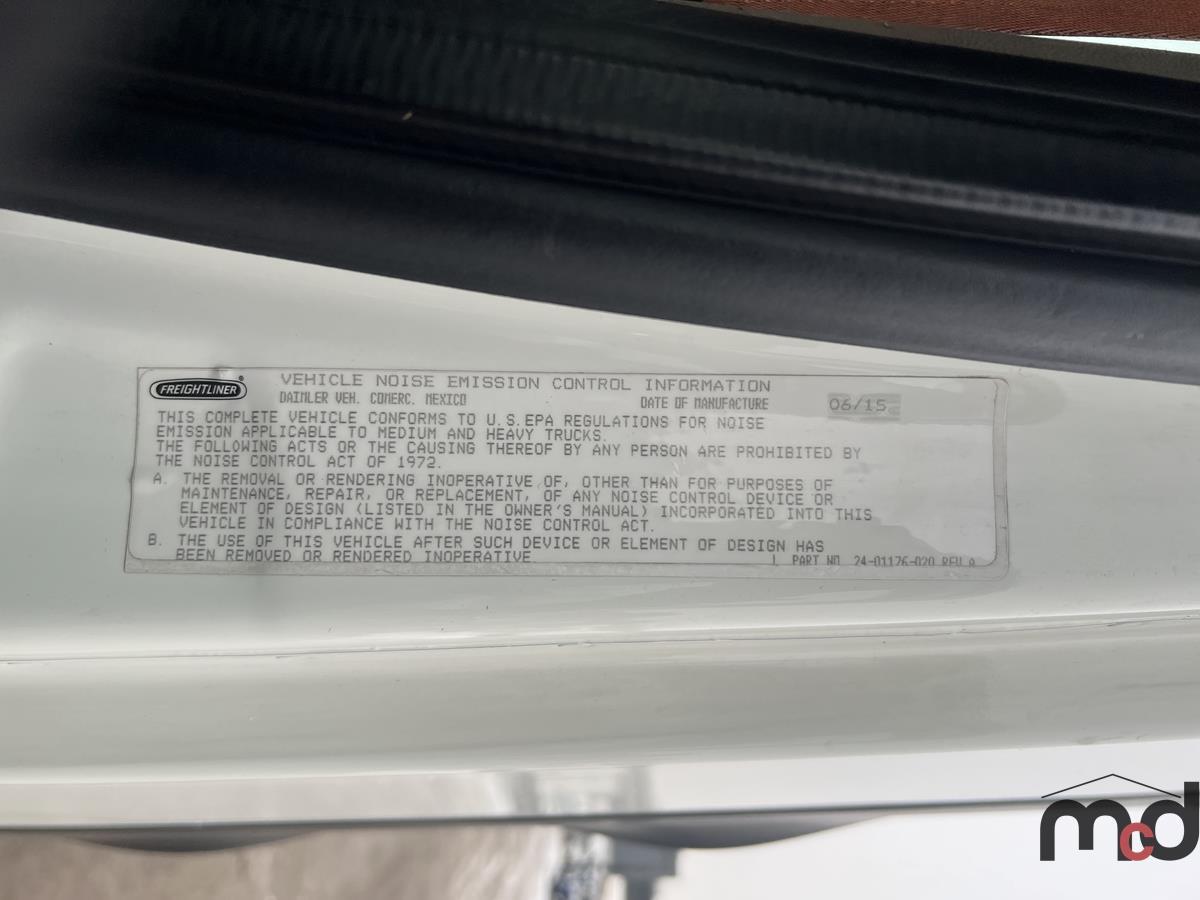 FREIGHTLINER®
VEHICLE NOISE EMISSION CONTROL INFORMATION
DAIMLER VEH. COMERC. MEXICO DATE OF MANUFACTURE 06/15
THIS COMPLETE VEHICLE CONFORMS TO U.S.EPA REGULATIONS FOR NOISE
EMISSION APPLICABLE TO MEDIUM AND HEAVY TRUCKS.
THE FOLLOWING ACTS OR THE CAUSING THEREOF BY ANY PERSON ARE PROHIBITED BY
THE NOISE CONTROL ACT OF 1972.
A. THE REMOVAL OR RENDERING INOPERATIVE OF, OTHER THAN FOR PURPOSES OF
MAINTENANCE, REPAIR, OR REPLACEMENT, OF ANY NOISE CONTROL DEVICE OR
ELEMENT OF DESIGN (LISTED IN THE OWNER'S MANUAL) INCORPORATED INTO THIS
VEHICLE IN COMPLIANCE WITH THE NOISE CONTROL ACT.
B. THE USE OF THIS VEHICLE AFTER SUCH DEVICE OR ELEMENT OF DESIGN HAS
BEEN REMOVED OR RENDERED INOPERATIVE.
PART NO. 24-01176-020 REV A
mcd